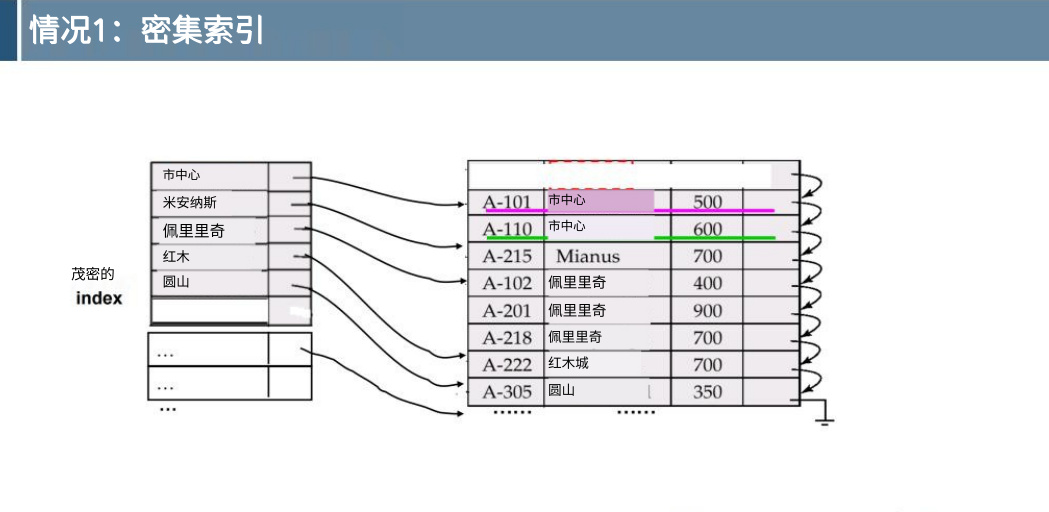 情况1：密集索引
市中心
米安纳斯
佩里里奇
红木
圆山
茂密的
index
...
...
...
A-101 市中心 500
A-110 市中心 600
A-215 Mianus 700
A-102 佩里里奇 400
A-201 佩里里奇 900
A-218 佩里里奇 700
A-222 红木城 700
A-305 圆山 350
...... ......